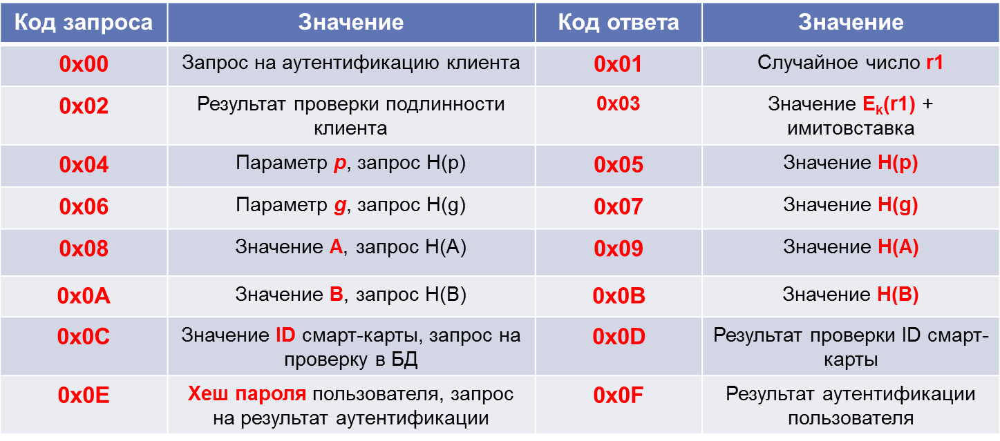 Код запроса Значение Код ответа Значение
0x00 Запрос на аутентификацию клиента 0x01 Случайное число r1
0x02 Результат проверки подлинности
клиента 0x03 Значение Ek(r1) +
имитовставка
0x04 Параметр p, запрос H(p) 0x05 Значение H(p)
0x06 Параметр g, запрос H(g) 0x07 Значение H(g)
0x08 Значение A, запрос H(A) 0x09 Значение H(A)
0x0A Значение B, запрос H(B) 0x0B Значение H(B)
0x0C Значение ID смарт-карты, запрос на
проверку в БД 0x0D Результат проверки ID смарт-
карты
0x0E Хеш пароля пользователя, запрос
на результат аутентификации 0x0F Результат аутентификации
пользователя